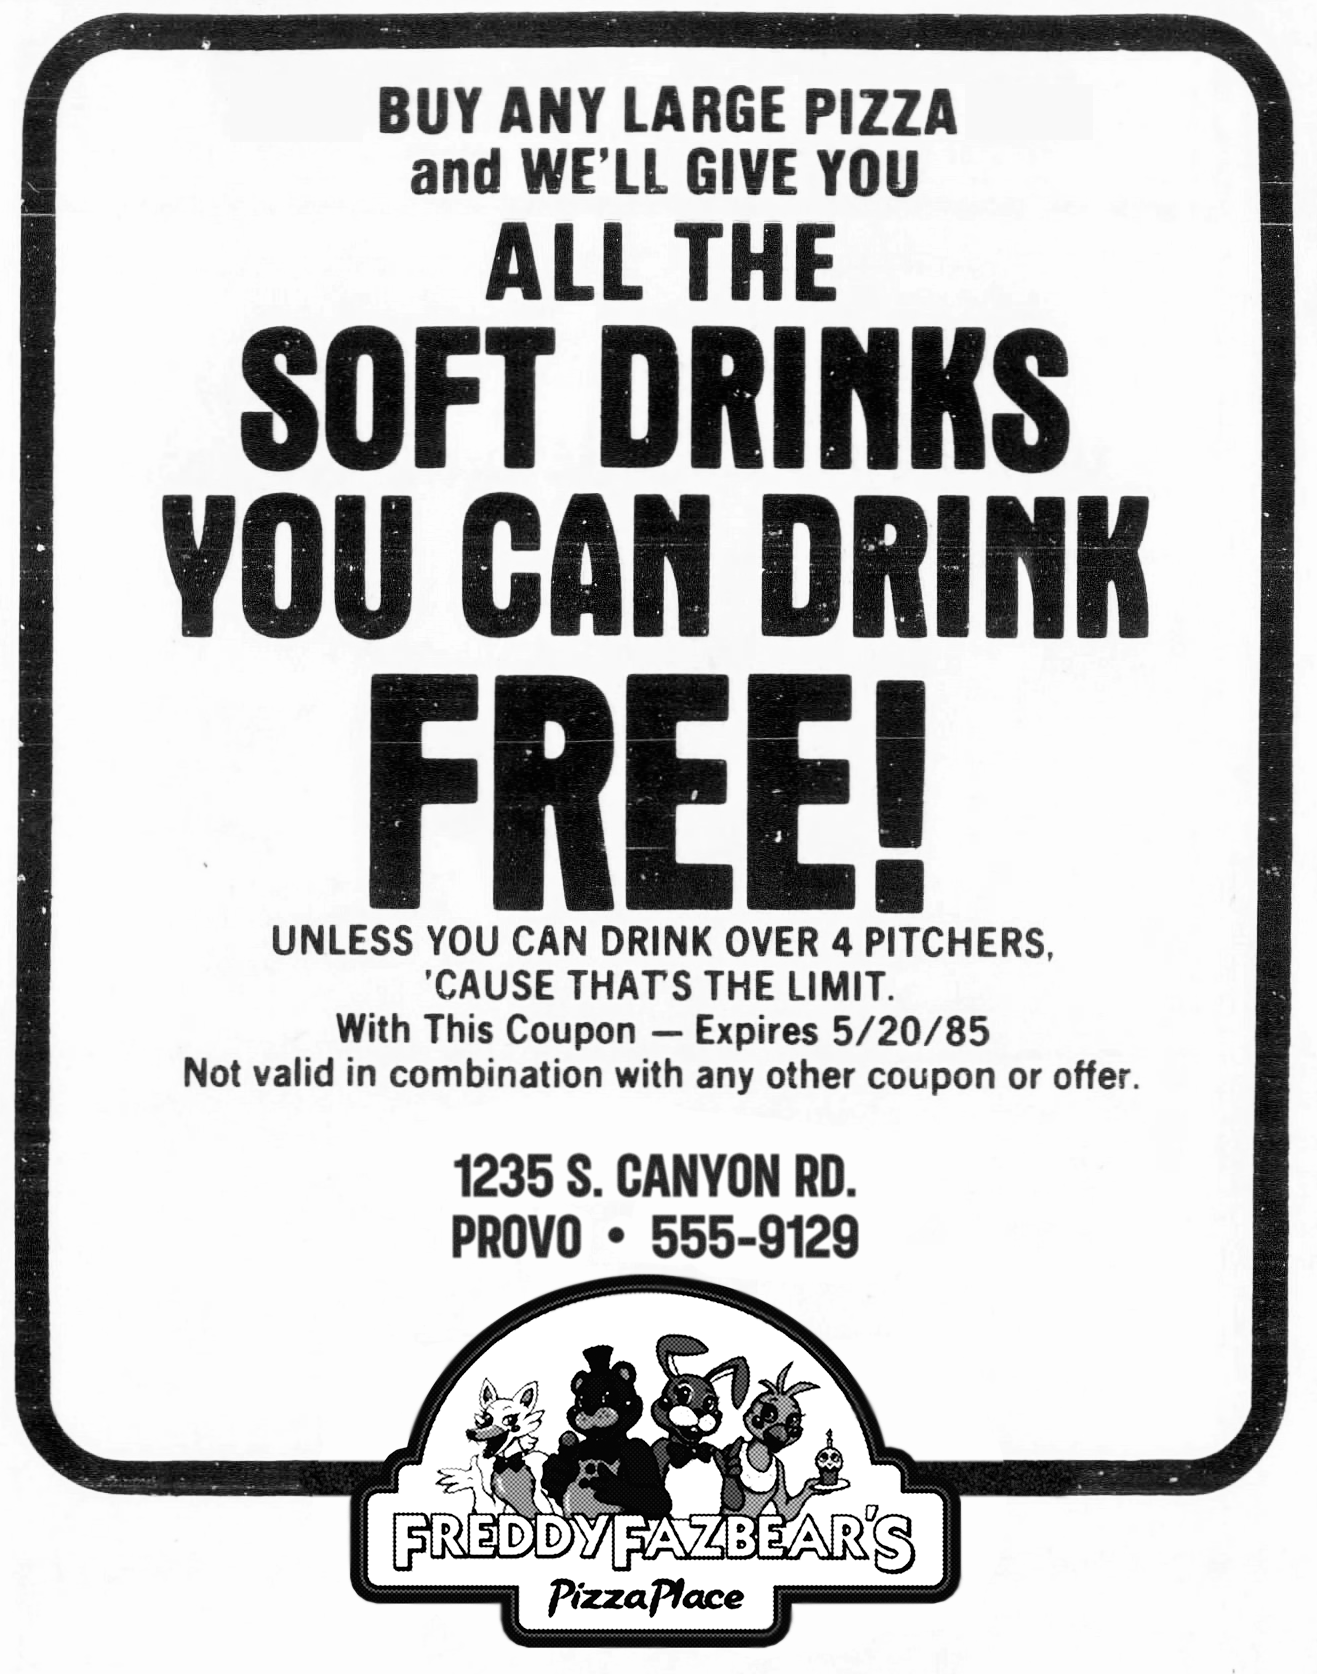 BUY ANY LARGE PIZZA
and WE'LL GIVE YOU
ALL THE
SOFT DRINKS
YOU CAN DRINK
FREE!
UNLESS YOU CAN DRINK OVER 4 PITCHERS,
'CAUSE THAT'S THE LIMIT.
With This Coupon — Expires 5/20/85
Not valid in combination with any other coupon or offer.
1235 S. CANYON RD.
PROVO • 555-9129
FREDDY FAZBEAR'S
Pizza Place